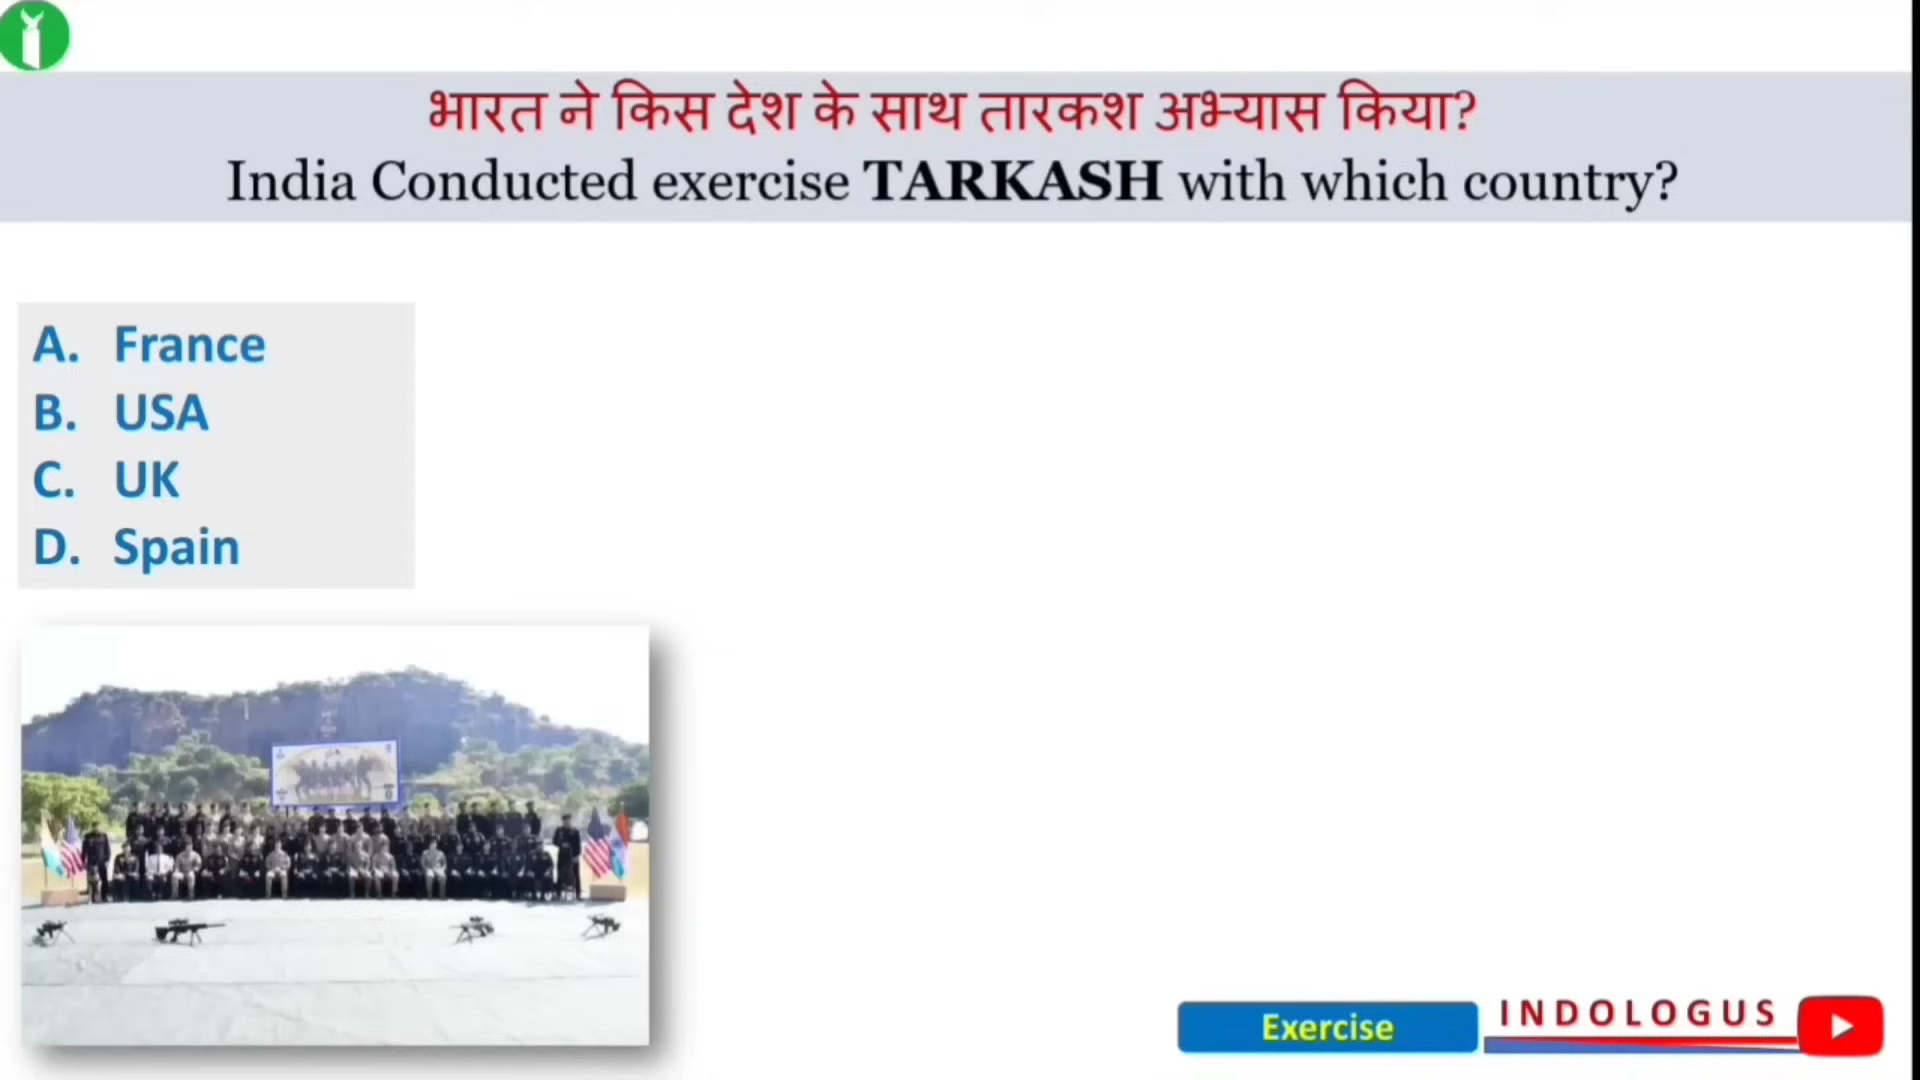 भारत ने किस देश के साथ तारकश अभ्यास किया?
India Conducted exercise TARKASH with which country?
A. France
B. USA
C. UK
D. Spain
Exercise
INDOLOGUS